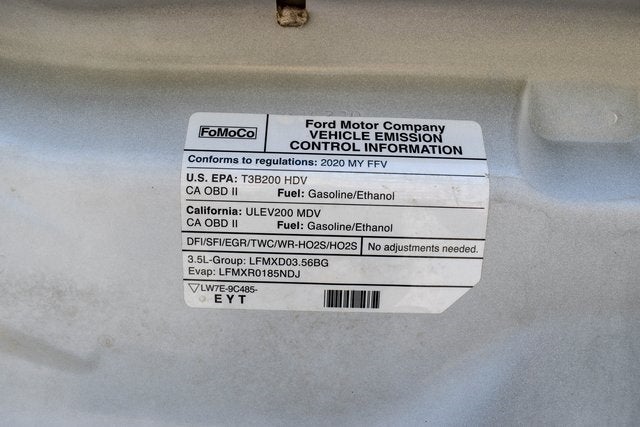 FoMoCo
Ford Motor Company
VEHICLE EMISSION
CONTROL INFORMATION
Conforms to regulations: 2020 MY FFV
U.S. EPA: T3B200 HDV
CA OBD II Fuel: Gasoline/Ethanol
California: ULEV200 MDV
CA OBD II Fuel: Gasoline/Ethanol
DFI/SFI/EGR/TWC/WR-HO2S/HO2S No adjustments needed.
3.5L-Group: LFMXD03.56BG
Evap: LFMXR0185NDJ
LW7E-9C485-
EYT